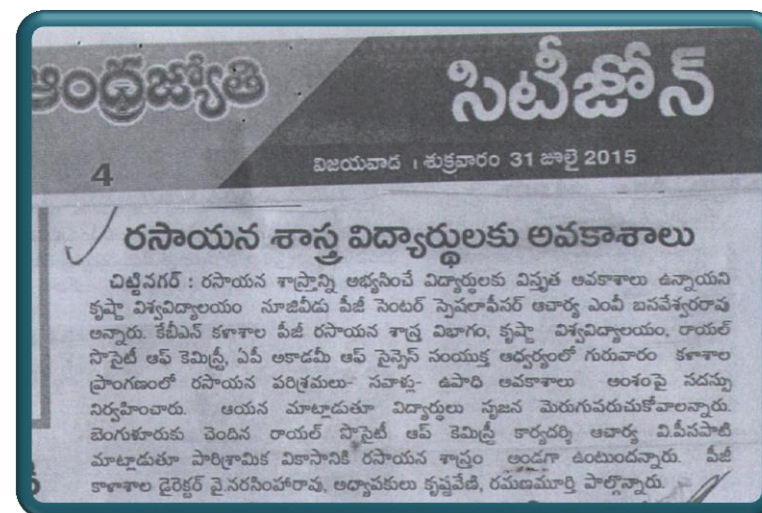 ఆంధ్రజ్యోతి
సిటీజోన్
4
విజయవాడ । శుక్రవారం 31 జూలై 2015
రసాయన శాస్త్ర విద్యార్థులకు అవకాశాలు
చిట్టినగర్ : రసాయన శాస్త్రాన్ని అభ్యసించే విద్యార్థులకు విస్తృత అవకాశాలు ఉన్నాయని
కృష్ణా విశ్వవిద్యాలయం నూజివీడు పీజీ సెంటర్ స్పెషలాఫీసర్ ఆచార్య ఎంవీ బసవేశ్వరరావు
అన్నారు. కేబీఎన్ కళాశాల పీజీ రసాయన శాస్త్ర విభాగం, కృష్ణా విశ్వవిద్యాలయం, రాయల్
సొసైటీ ఆఫ్ కెమిస్ట్రీ, ఏపీ అకాడమీ ఆఫ్ సైన్సెస్ సంయుక్త ఆధ్వర్యంలో గురువారం కళాశాల
ప్రాంగణంలో రసాయన పరిశ్రమలు- సవాళ్లు- ఉపాధి అవకాశాలు అంశంపై సదస్సు
నిర్వహించారు. ఆయన మాట్లాడుతూ విద్యార్థులు సృజన మెరుగుపరుచుకోవాలన్నారు.
బెంగుళూరుకు చెందిన రాయల్ సొసైటీ ఆప్ కెమిస్ట్రీ కార్యదర్శి ఆచార్య వి.పీసపాటి
మాట్లాడుతూ పారిశ్రామిక వికాసానికి రసాయన శాస్త్రం అండగా ఉంటుందన్నారు. పీజీ
కాళాశాల డైరెక్టర్ వై.నరసింహారావు, అధ్యాపకులు కృష్ణవేణి, రమణమూర్తి పాల్గొన్నారు.